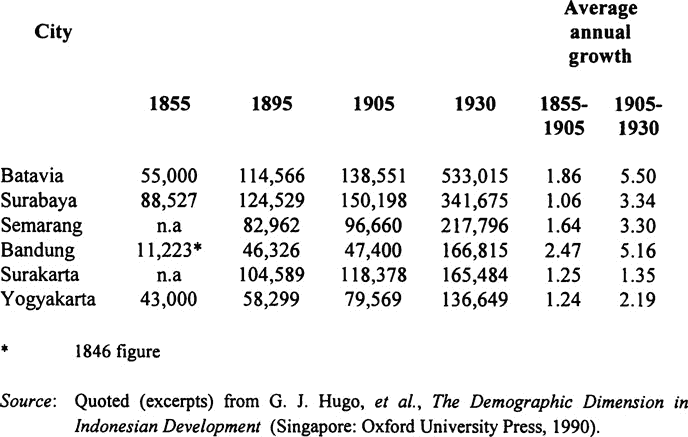 City Average annual growth
1855 1895 1905 1930 1855-1905 1905-1930
Batavia 55,000 114,566 138,551 533,015 1.86 5.50
Surabaya 88,527 124,529 150,198 341,675 1.06 3.34
Semarang n.a 82,962 96,660 217,796 1.64 3.30
Bandung 11,223* 46,326 47,400 166,815 2.47 5.16
Surakarta n.a 104,589 118,378 165,484 1.25 1.35
Yogyakarta 43,000 58,299 79,569 136,649 1.24 2.19
* 1846 figure
Source: Quoted (excerpts) from G. J. Hugo, et al., The Demographic Dimension in
Indonesian Development (Singapore: Oxford University Press, 1990).